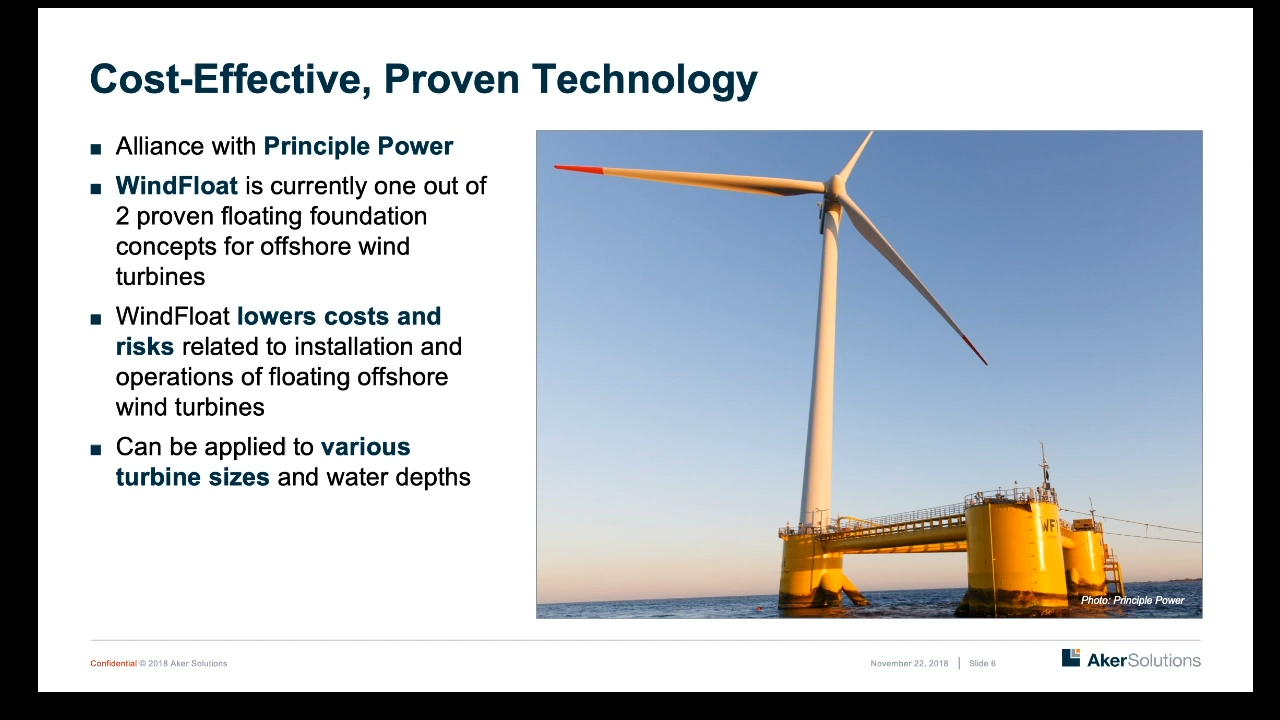 Cost-Effective, Proven Technology
Alliance with Principle Power
WindFloat is currently one out of
2 proven floating foundation
concepts for offshore wind
turbines
WindFloat lowers costs and
risks related to installation and
operations of floating offshore
wind turbines
Can be applied to various
turbine sizes and water depths
WF1
Photo: Principle Power
Confidential © 2018 Aker Solutions
November 22, 2018 | Slide 6
AkerSolutions